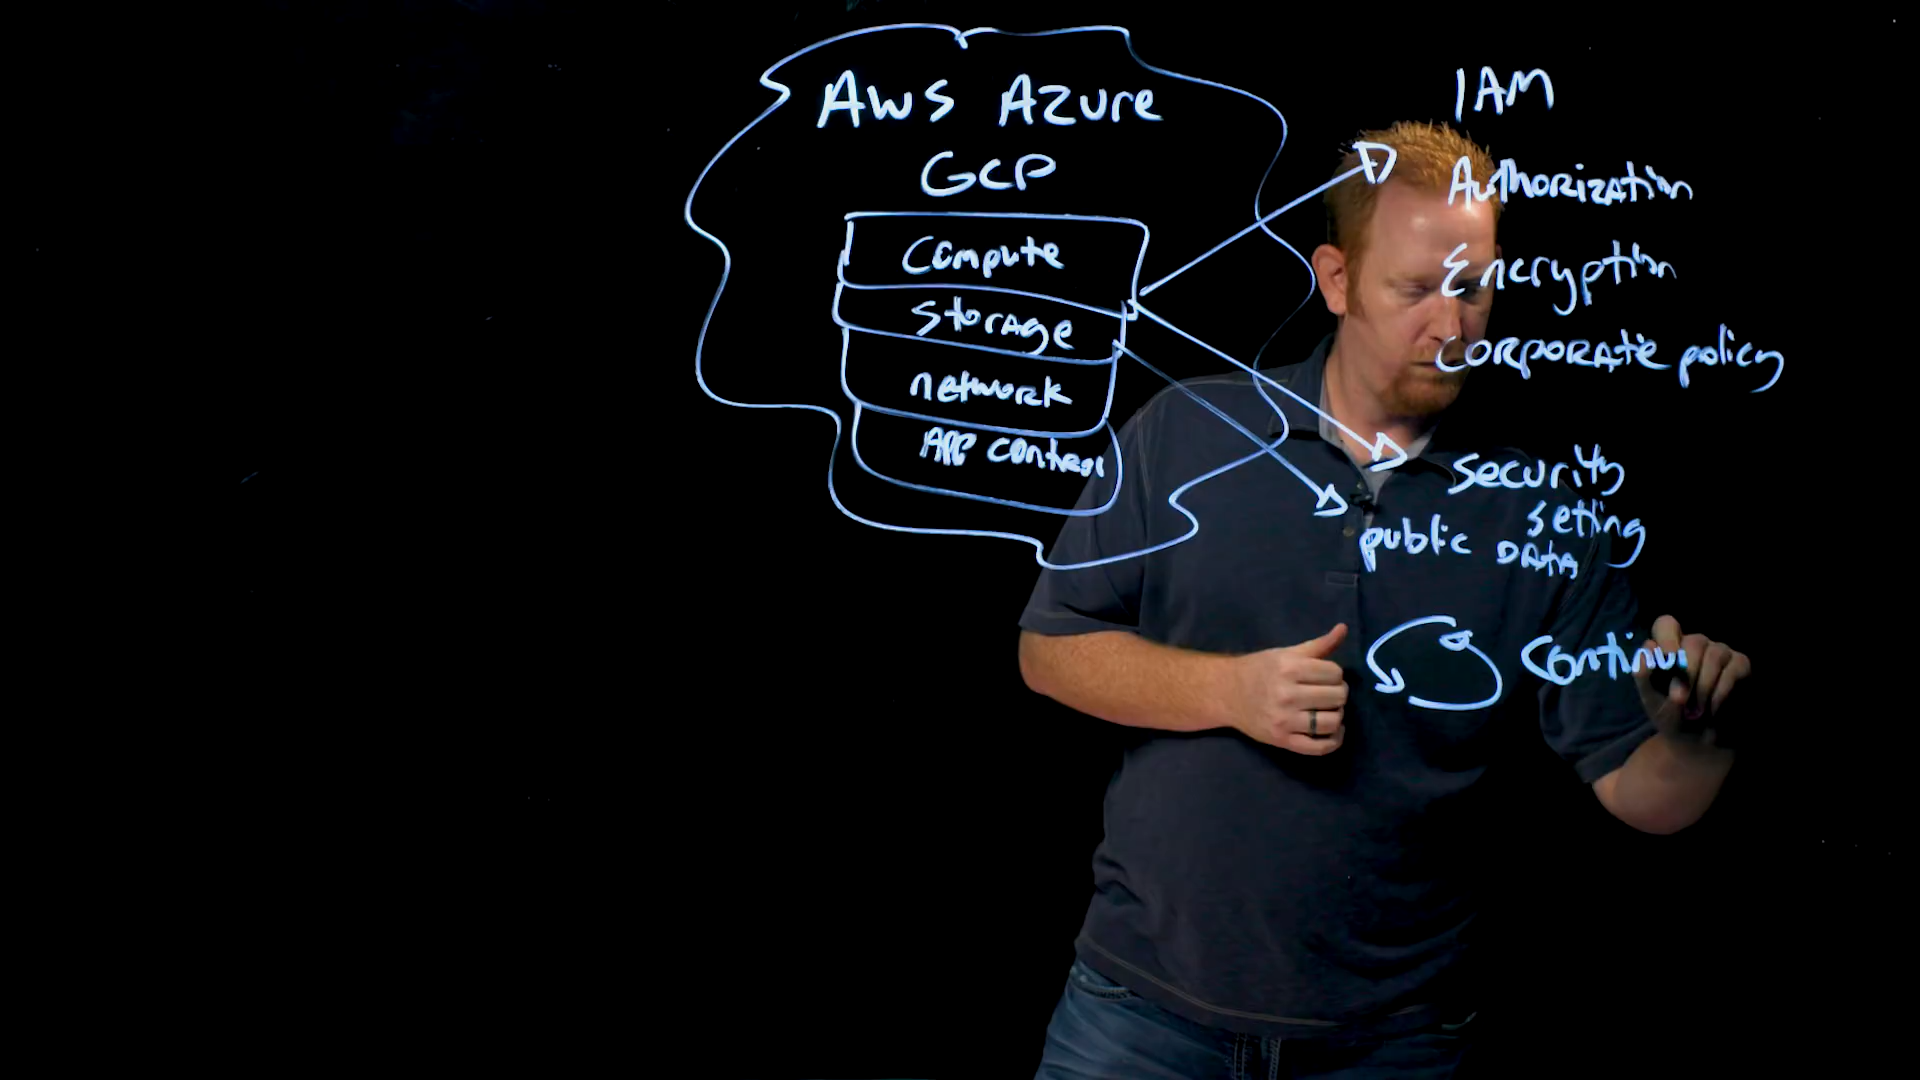 AWS Azure
GCP
Compute
Storage
network
APP control
IAM
Authorization
Encryption
corporate policy
security
setting
public DATA
Continu